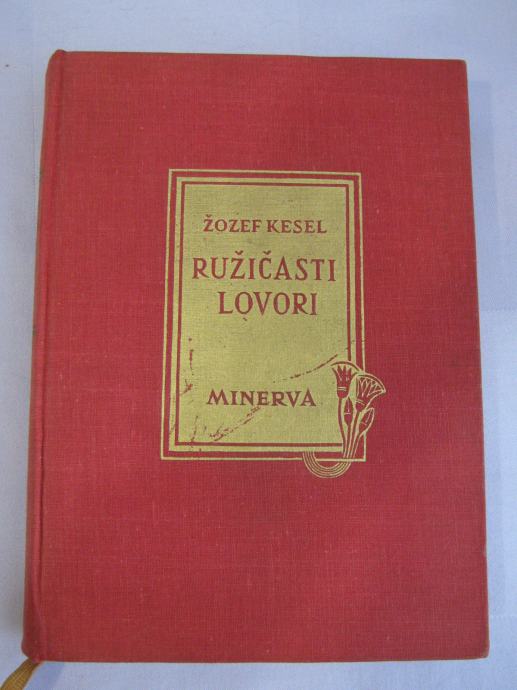 ŽOZEF KESEL
RUŽIČASTI
LOVORI
MINERVA